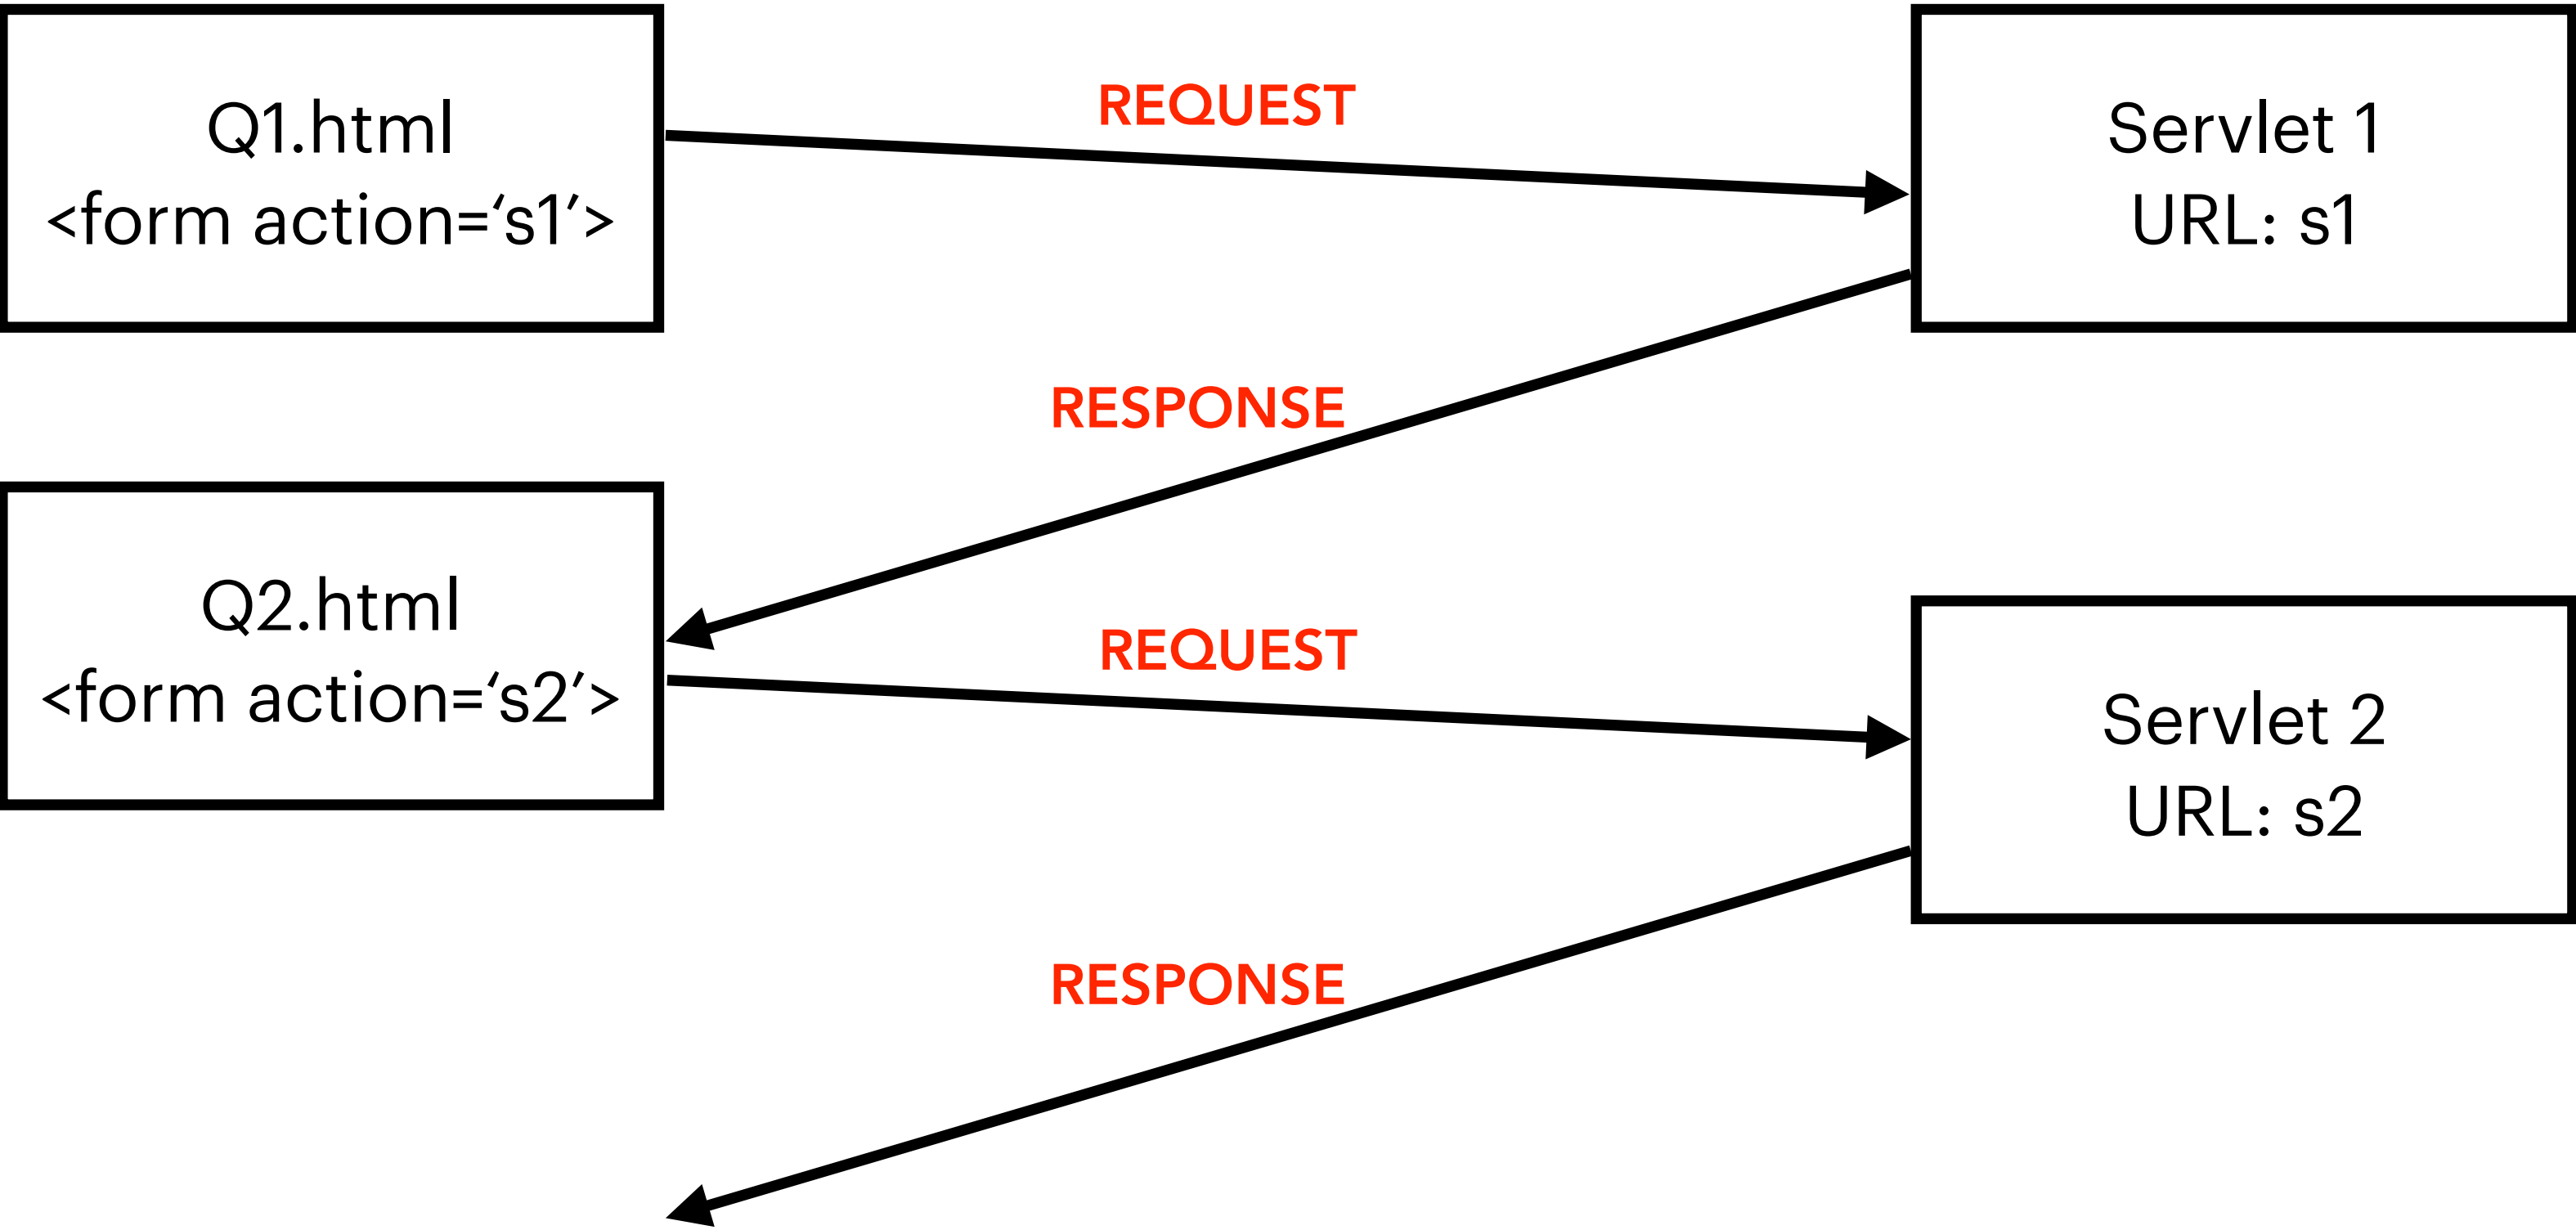 Q1.html
<form action=‘s1’>
REQUEST
Servlet 1
URL: s1
RESPONSE
Q2.html
<form action=‘s2’>
REQUEST
Servlet 2
URL: s2
RESPONSE